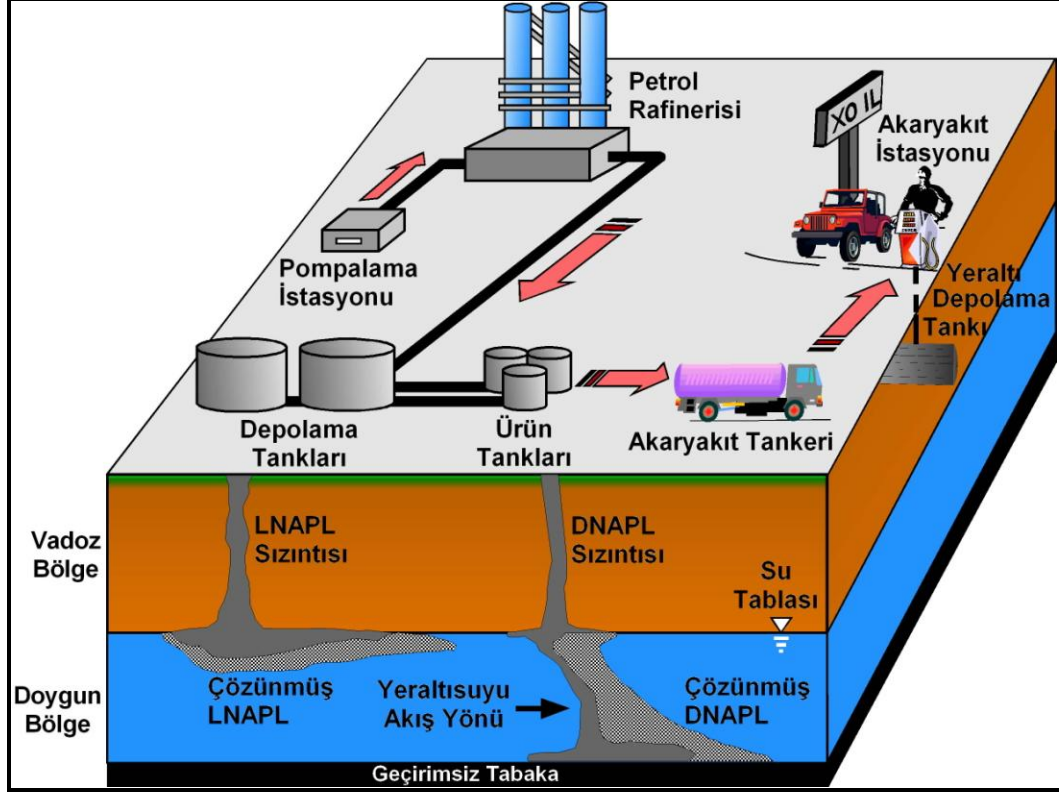 Petrol
Rafinerisi
XO IL
Akaryakıt
İstasyonu
Pompalama
İstasyonu
Yeraltı
Depolama
Tankı
Depolama
Tankları
Ürün
Tankları
Akaryakıt Tankeri
LNAPL
Sızıntısı
DNAPL
Sızıntısı
Vadoz
Bölge
Su
Tablası
Doygun
Bölge
Çözünmüş
LNAPL
Yeraltısuyu
Akış Yönü
Çözünmüş
DNAPL
Geçirimsiz Tabaka